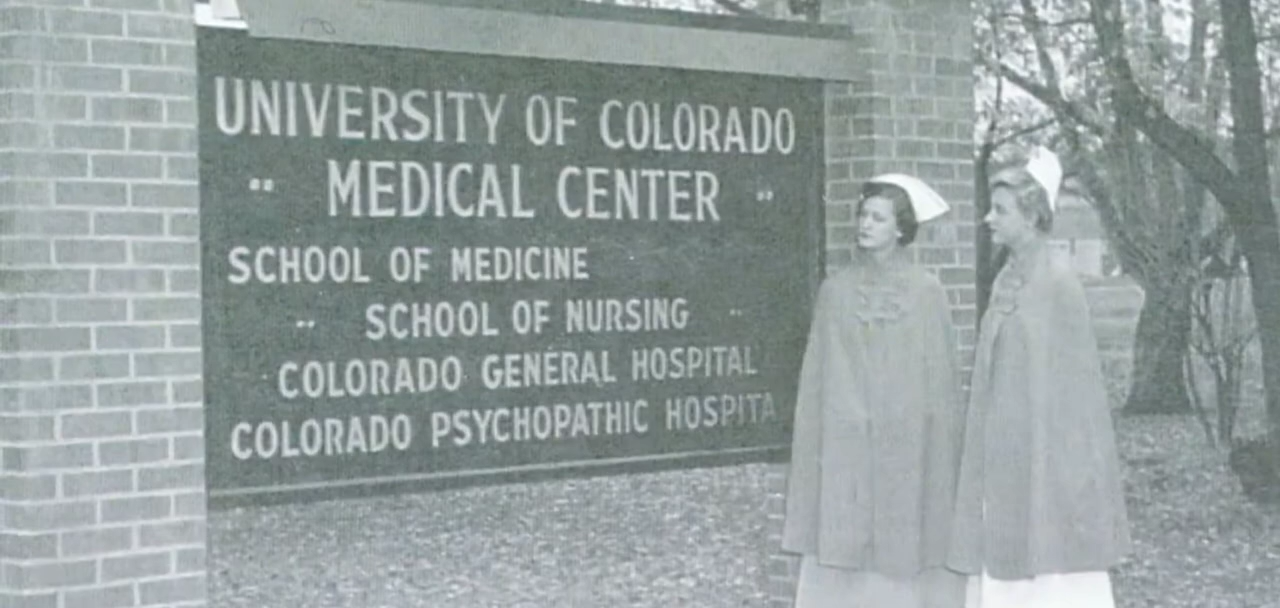 UNIVERSITY OF COLORADO
MEDICAL CENTER
SCHOOL OF MEDICINE
SCHOOL OF NURSING
COLORADO GENERAL HOSPITAL
COLORADO PSYCHOPATHIC HOSPITA